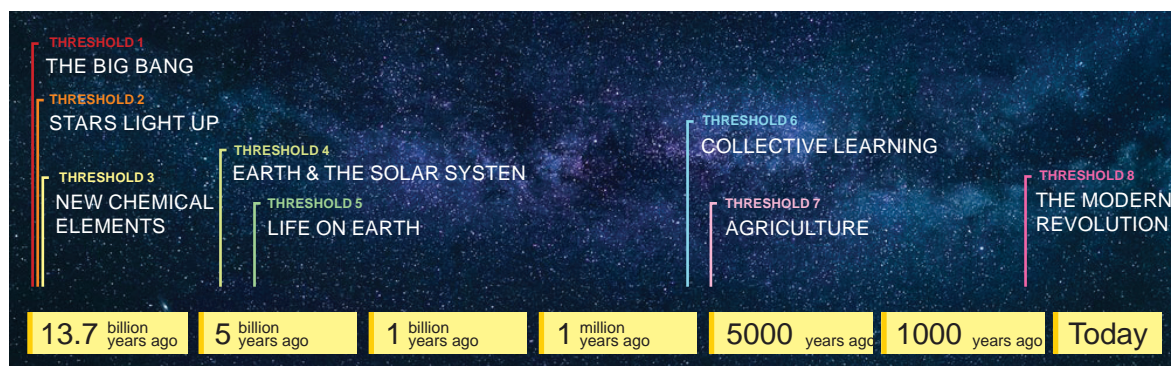 THRESHOLD 1
THE BIG BANG
THRESHOLD 2
STARS LIGHT UP
THRESHOLD 3
NEW CHEMICAL
ELEMENTS
THRESHOLD 4
EARTH & THE SOLAR SYSTEN
THRESHOLD 5
LIFE ON EARTH
THRESHOLD 6
COLLECTIVE LEARNING
THRESHOLD 7
AGRICULTURE
THRESHOLD 8
THE MODERN
REVOLUTION
13.7 billion
years ago
5 billion
years ago
1 billion
years ago
1 million
years ago
5000 years ago
1000 years ago
Today